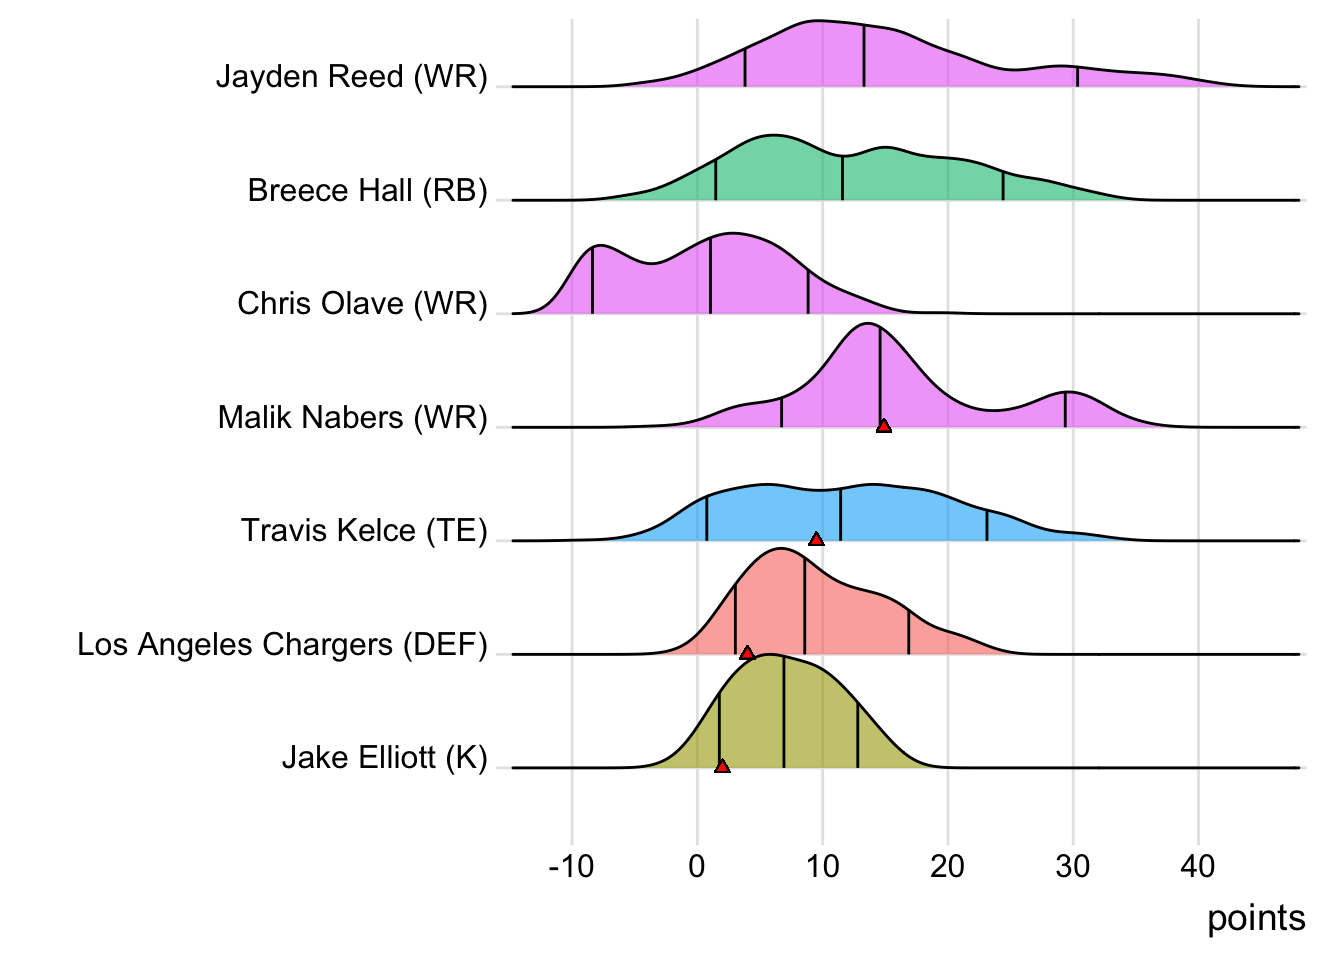 Jayden Reed (WR)
Breece Hall (RB)
Chris Olave (WR)
Malik Nabers (WR)
Travis Kelce (TE)
Los Angeles Chargers (DEF)
Jake Elliott (K)
-10 0 10 20 30 40
points